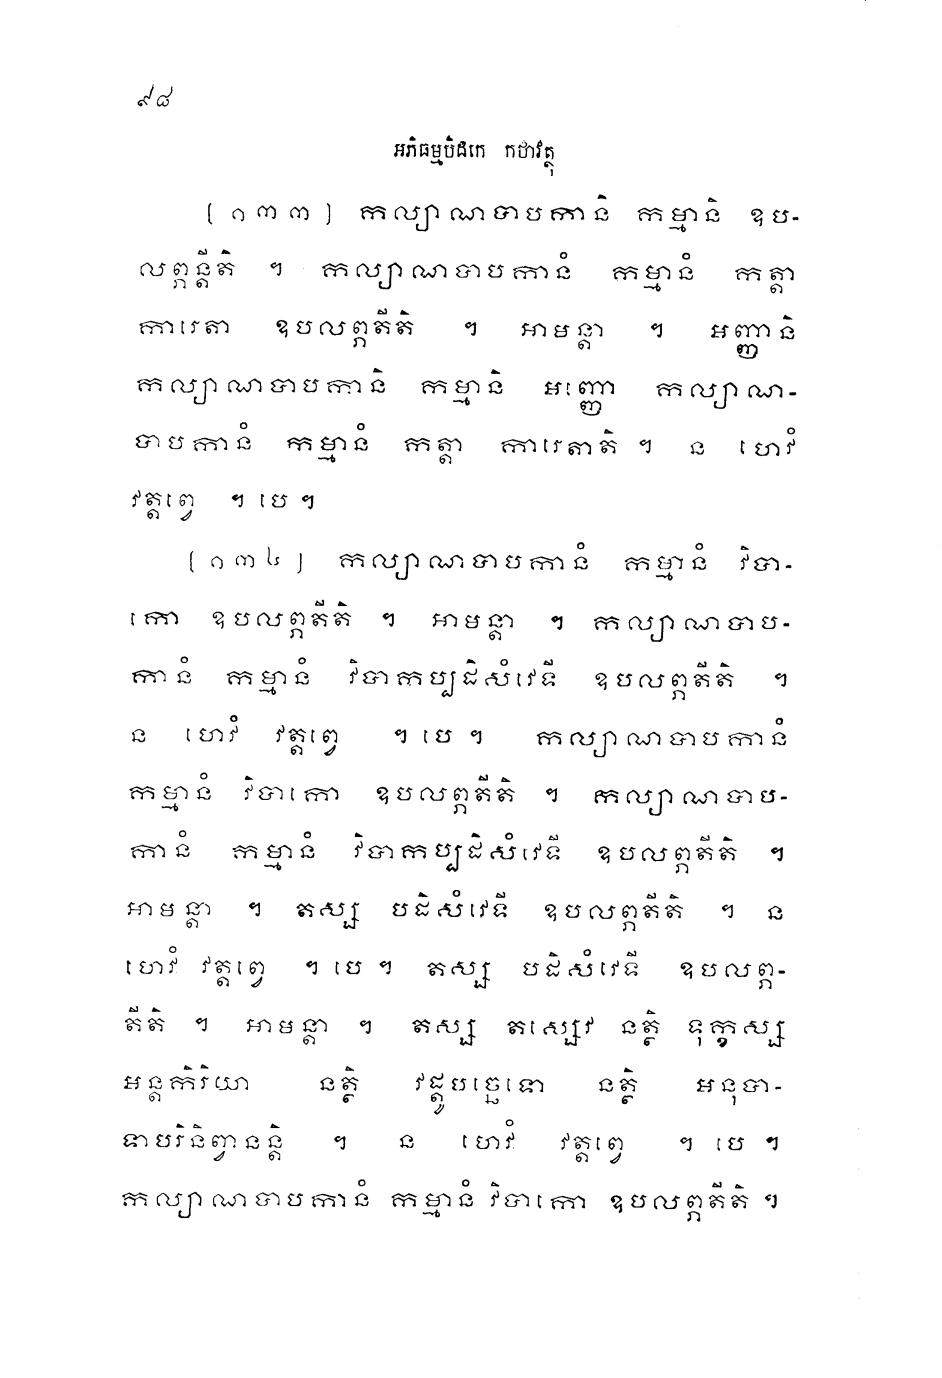 ៩៨
អភិធម្មបិដកេ កថាវត្ថុ
[១៣៣] កល្យាណបាបកានិ កម្មានិ ឧប-
លព្ភន្តីតិ ។ កល្យាណបាបកានំ កម្មានំ កត្តា
ការេតា ឧបលព្ភតីតិ ។ អាមន្តា ។ អញ្ញានិ
កល្យាណបាបកានិ កម្មានិ អញ្ញោ កល្យាណ-
បាបកានំ កម្មានំ កត្តា ការេតាតិ ។ ន ហេវំ
វត្តព្វេ ។ បេ ។
[១៣៤] កល្យាណបាបកានំ កម្មានំ វិបា-
កោ ឧបលព្ភតីតិ ។ អាមន្តា ។ កល្យាណបាប-
កានំ កម្មានំ វិបាកប្បដិសំវេទី ឧបលព្ភតីតិ ។
ន ហេវំ វត្តព្វេ ។ បេ ។ កល្យាណបាបកានំ
កម្មានំ វិបាកោ ឧបលព្ភតីតិ ។ កល្យាណបាប-
កានំ កម្មានំ វិបាកប្បដិសំវេទី ឧបលព្ភតីតិ ។
អាមន្តា ។ តស្ស បដិសំវេទី ឧបលព្ភតីតិ ។ ន
ហេវំ វត្តព្វេ ។ បេ ។ តស្ស បដិសំវេទី ឧបលព្ភ-
តីតិ ។ អាមន្តា ។ តស្ស តស្សេវ នត្ថិ ទុក្ខស្ស
អន្តកិរិយា នត្ថិ វដ្ដូបច្ឆេទោ នត្ថិ អនុបា-
ទាបរិនិព្វានន្តិ ។ ន ហេវំ វត្តព្វេ ។ បេ ។
កល្យាណបាបកានំ កម្មានំ វិបាកោ ឧបលព្ភតីតិ ។